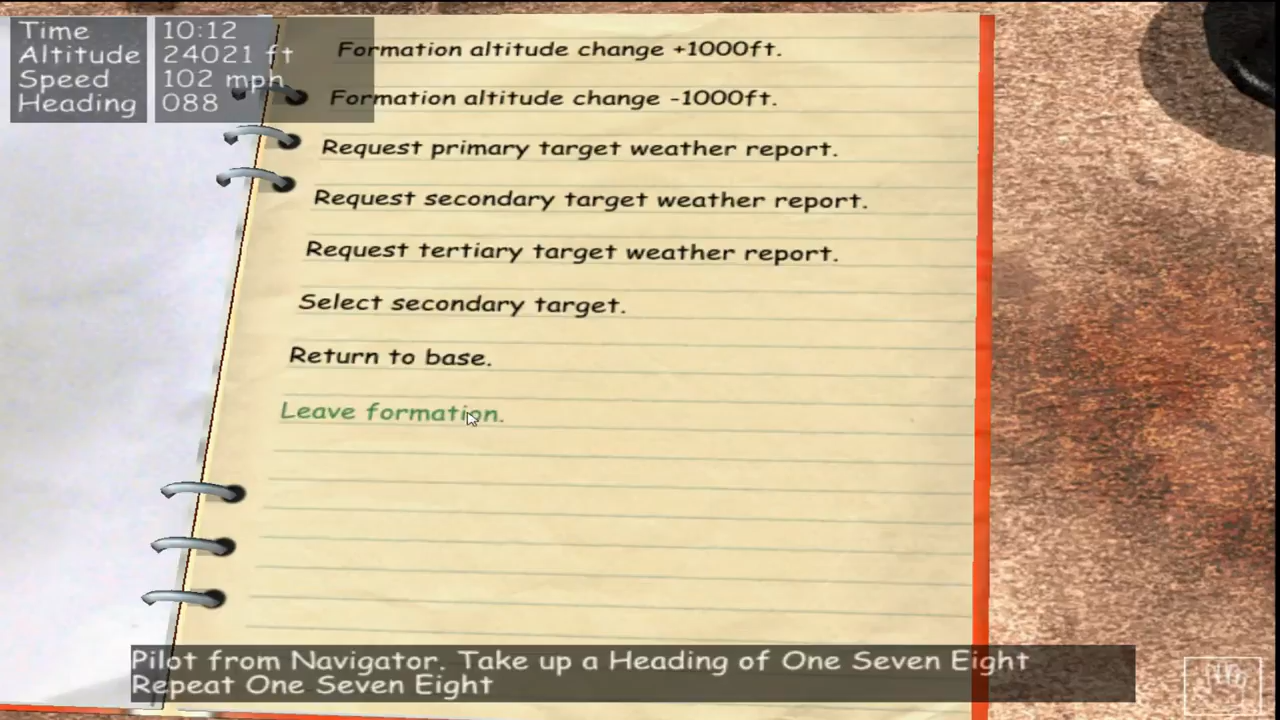 Time 10:12
Altitude 24021 ft
Speed 102 mph
Heading 088
Formation altitude change +1000ft.
Formation altitude change -1000ft.
Request primary target weather report.
Request secondary target weather report.
Request tertiary target weather report.
Select secondary target.
Return to base.
Leave formation.
Pilot from Navigator. Take up a Heading of One Seven Eight
Repeat One Seven Eight